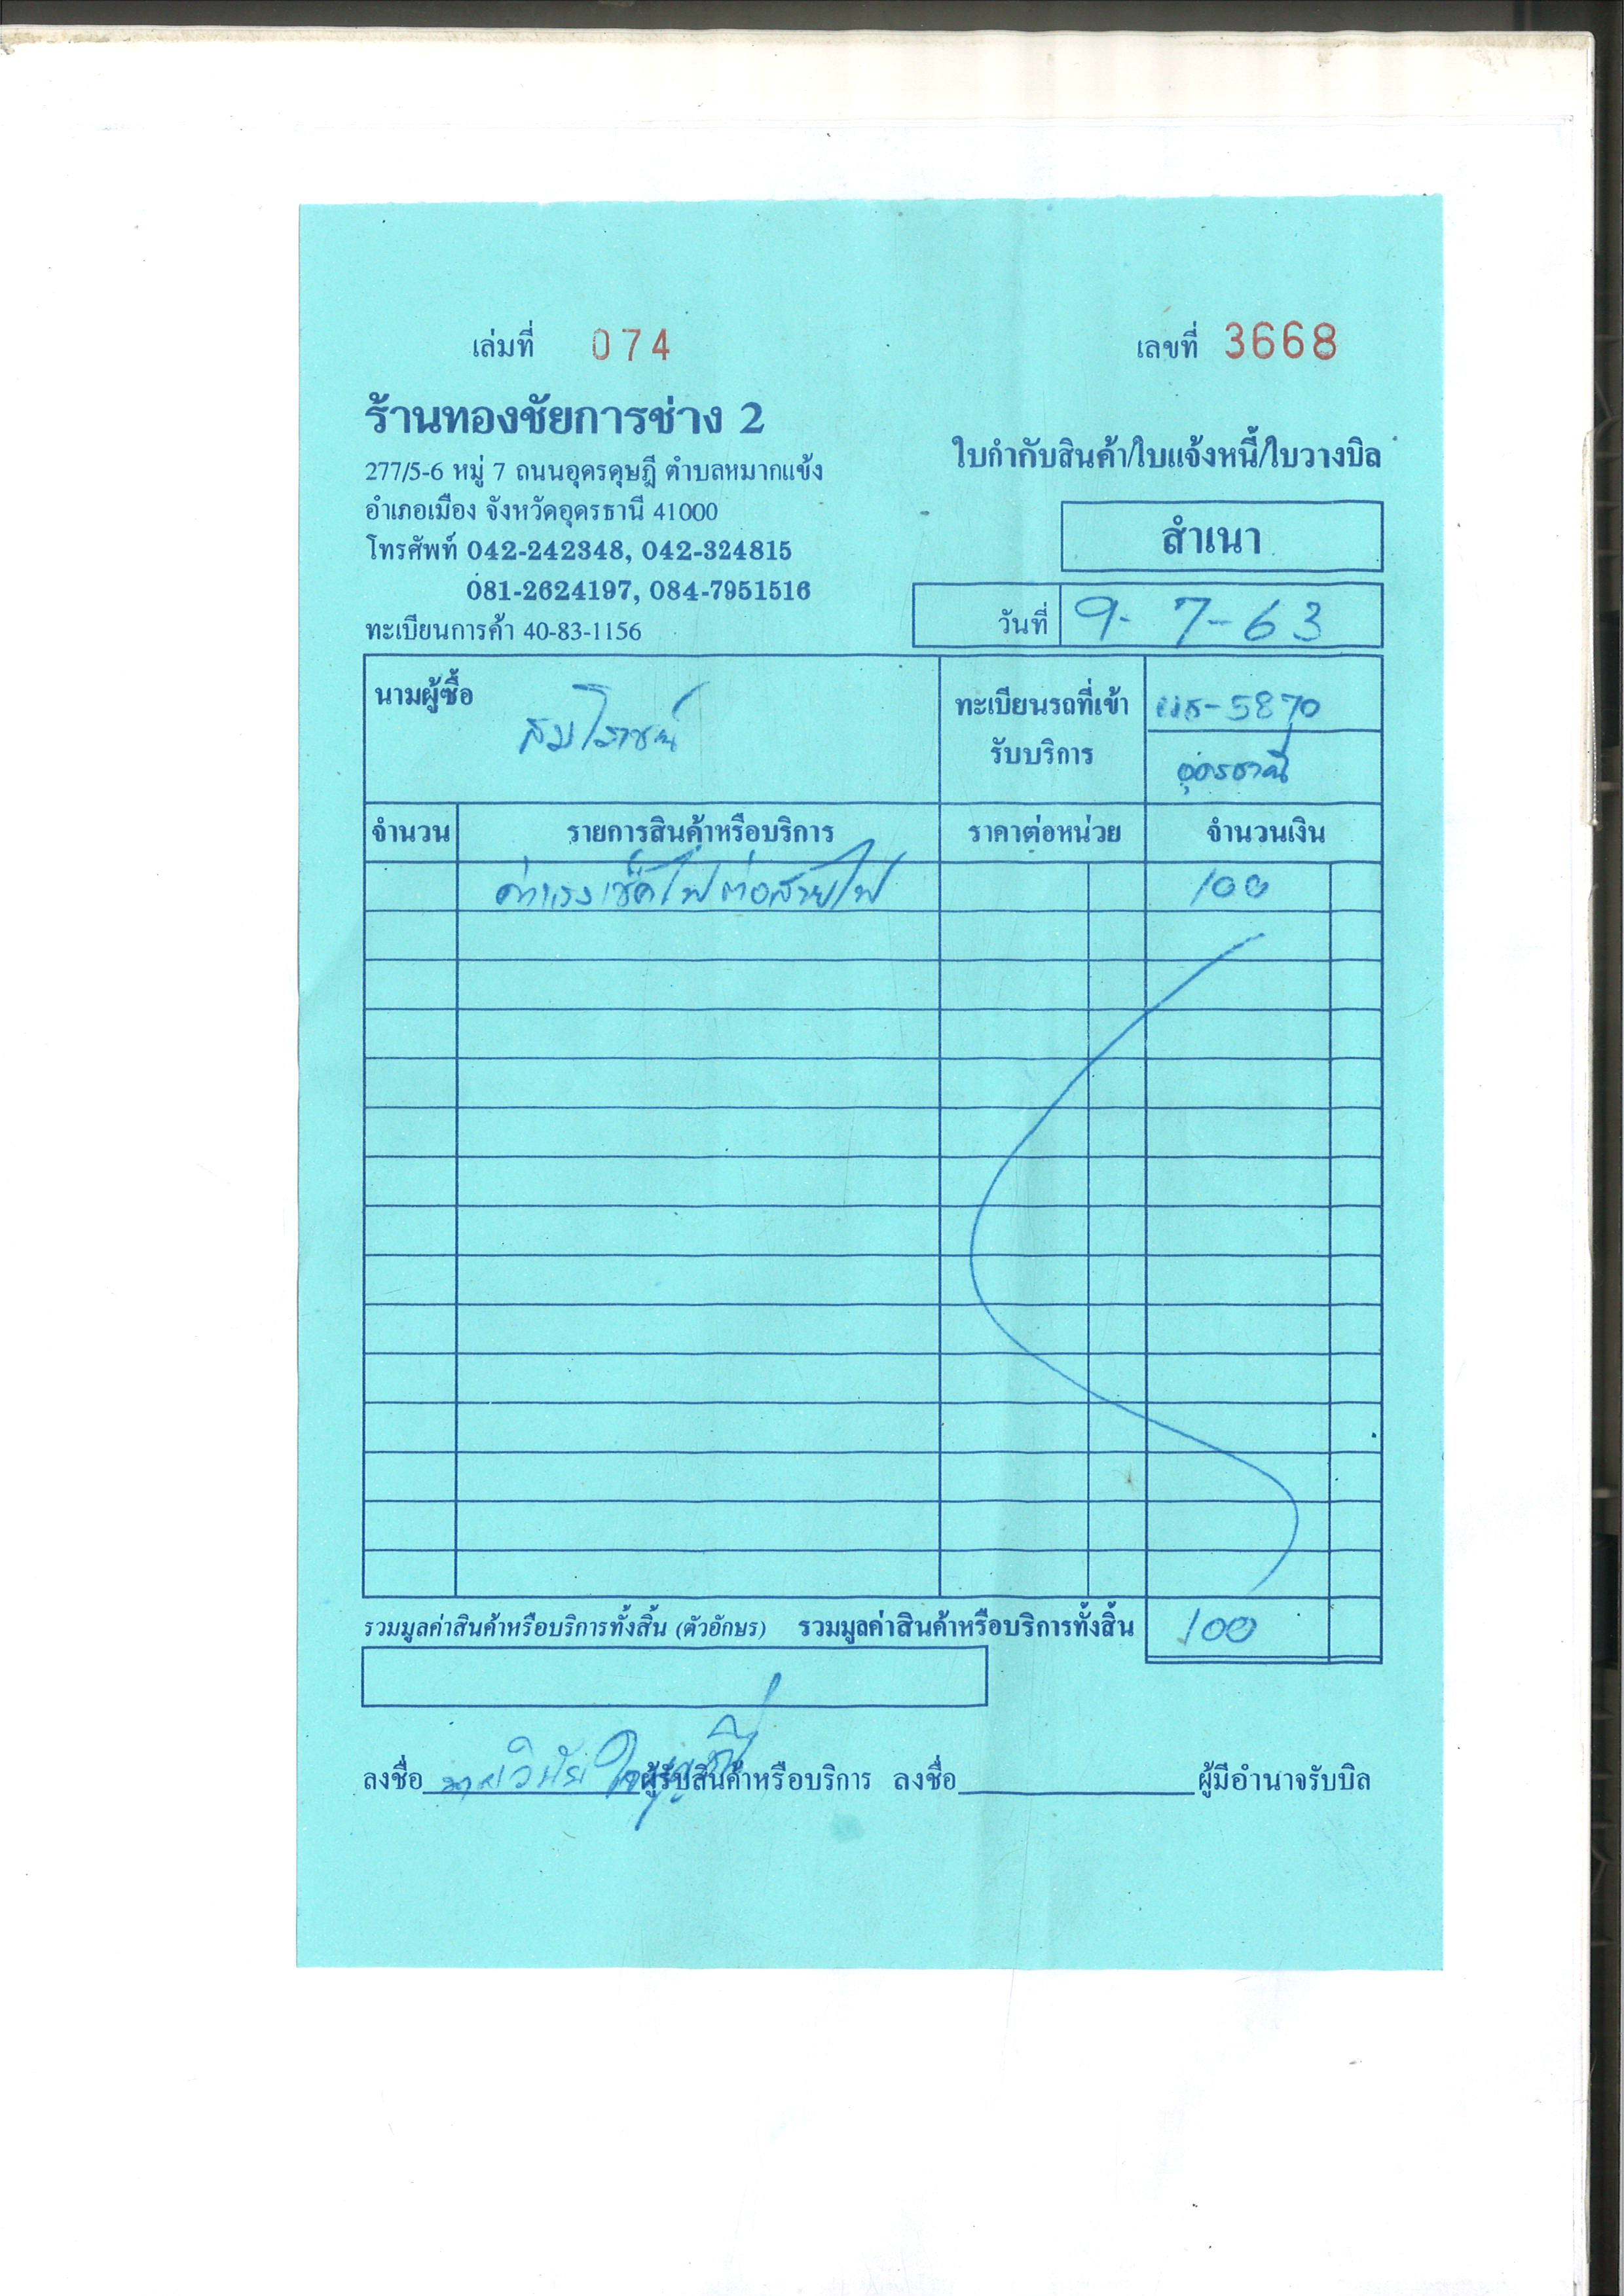 เล่มที่ 074
เลขที่ 3668
ร้านทองชัยการช่าง 2
277/5-6 หมู่ 7 ถนนอุดรดุษฎี ตำบลหมากแข้ง
อำเภอเมือง จังหวัดอุดรธานี 41000
โทรศัพท์ 042-242348, 042-324815
081-2624197, 084-7951516
ทะเบียนการค้า 40-83-1156
ใบกำกับสินค้า/ใบแจ้งหนี้/ใบวางบิล
สำเนา
วันที่ 9-7-63
นามผู้ซื้อ
ทะเบียนรถที่เข้า -5870
รับบริการ อุดรธานี
จำนวน รายการสินค้าหรือบริการ ราคาต่อหน่วย จำนวนเงิน
ค่าแรงเช็คไฟต่อสายไฟ 100
รวมมูลค่าสินค้าหรือบริการทั้งสิ้น (ตัวอักษร) รวมมูลค่าสินค้าหรือบริการทั้งสิ้น 100
ลงชื่อ ผู้รับสินค้าหรือบริการ ลงชื่อ ผู้มีอำนาจรับบิล